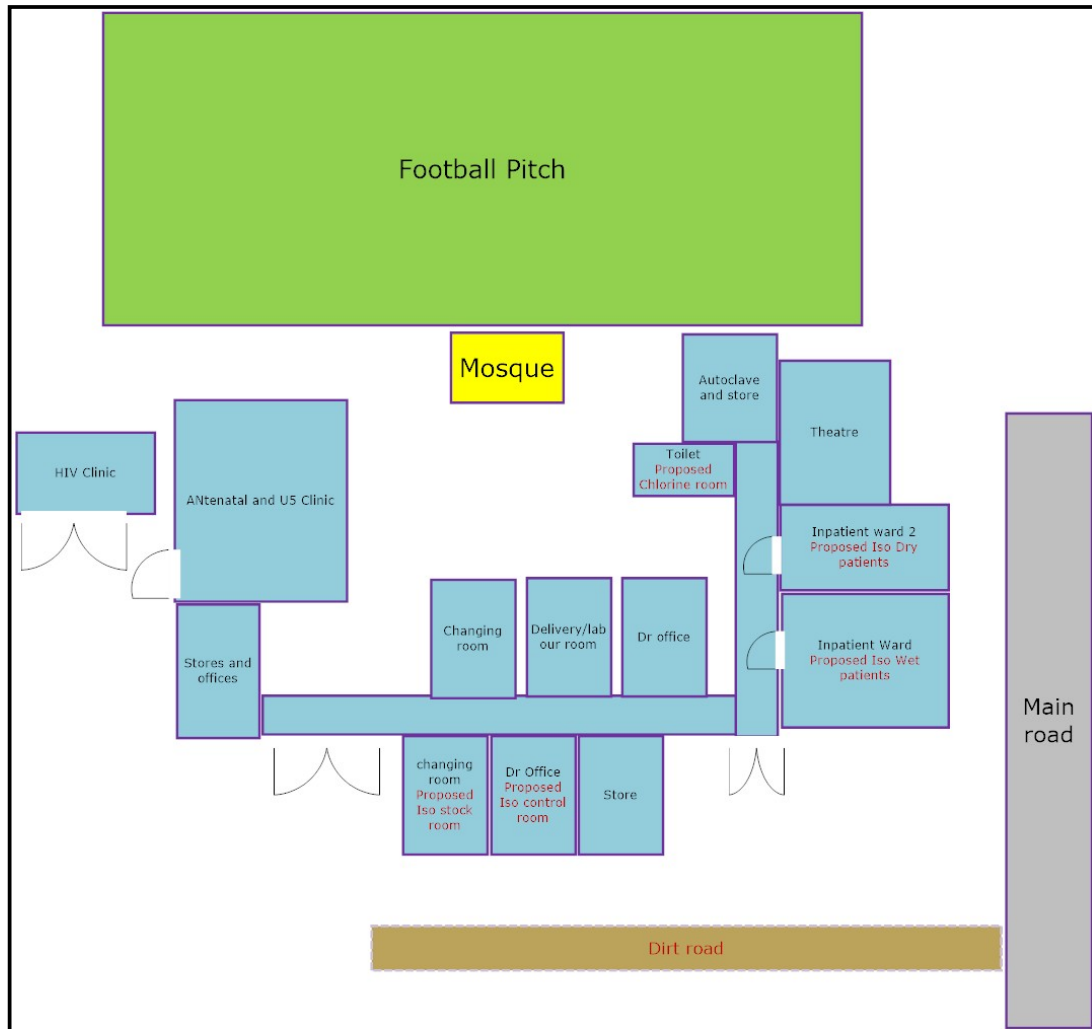 Football Pitch
Mosque
Autoclave
and store
Theatre
HIV Clinic
ANtenatal and U5 Clinic
Toilet
Proposed
Chlorine room
Inpatient ward 2
Proposed Iso Dry
patients
Changing
room
Delivery/lab
our room
Dr office
Inpatient Ward
Proposed Iso Wet
patients
Stores and
offices
Main
road
changing
room
Proposed
Iso stock
room
Dr Office
Proposed
Iso control
room
Store
Dirt road